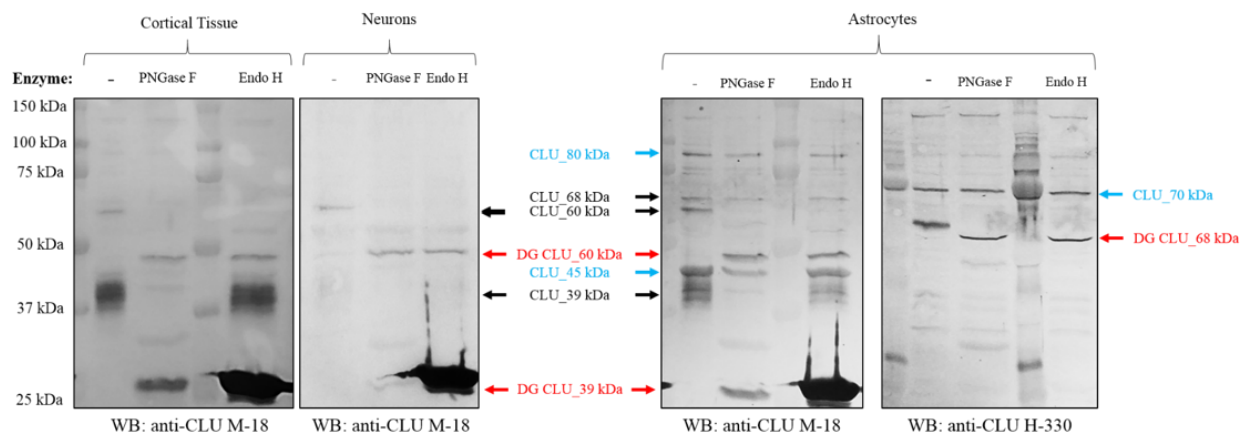 Cortical Tissue
Neurons
Astrocytes
Enzyme: - PNGase F Endo H
- PNGase F Endo H
- PNGase F Endo H
- PNGase F Endo H
150 kDa
100 kDa
75 kDa
50 kDa
37 kDa
25 kDa
CLU_80 kDa
CLU_68 kDa
CLU_60 kDa
DG CLU_60 kDa
CLU_45 kDa
CLU_39 kDa
DG CLU_39 kDa
CLU_70 kDa
DG CLU_68 kDa
WB: anti-CLU M-18
WB: anti-CLU M-18
WB: anti-CLU M-18
WB: anti-CLU H-330